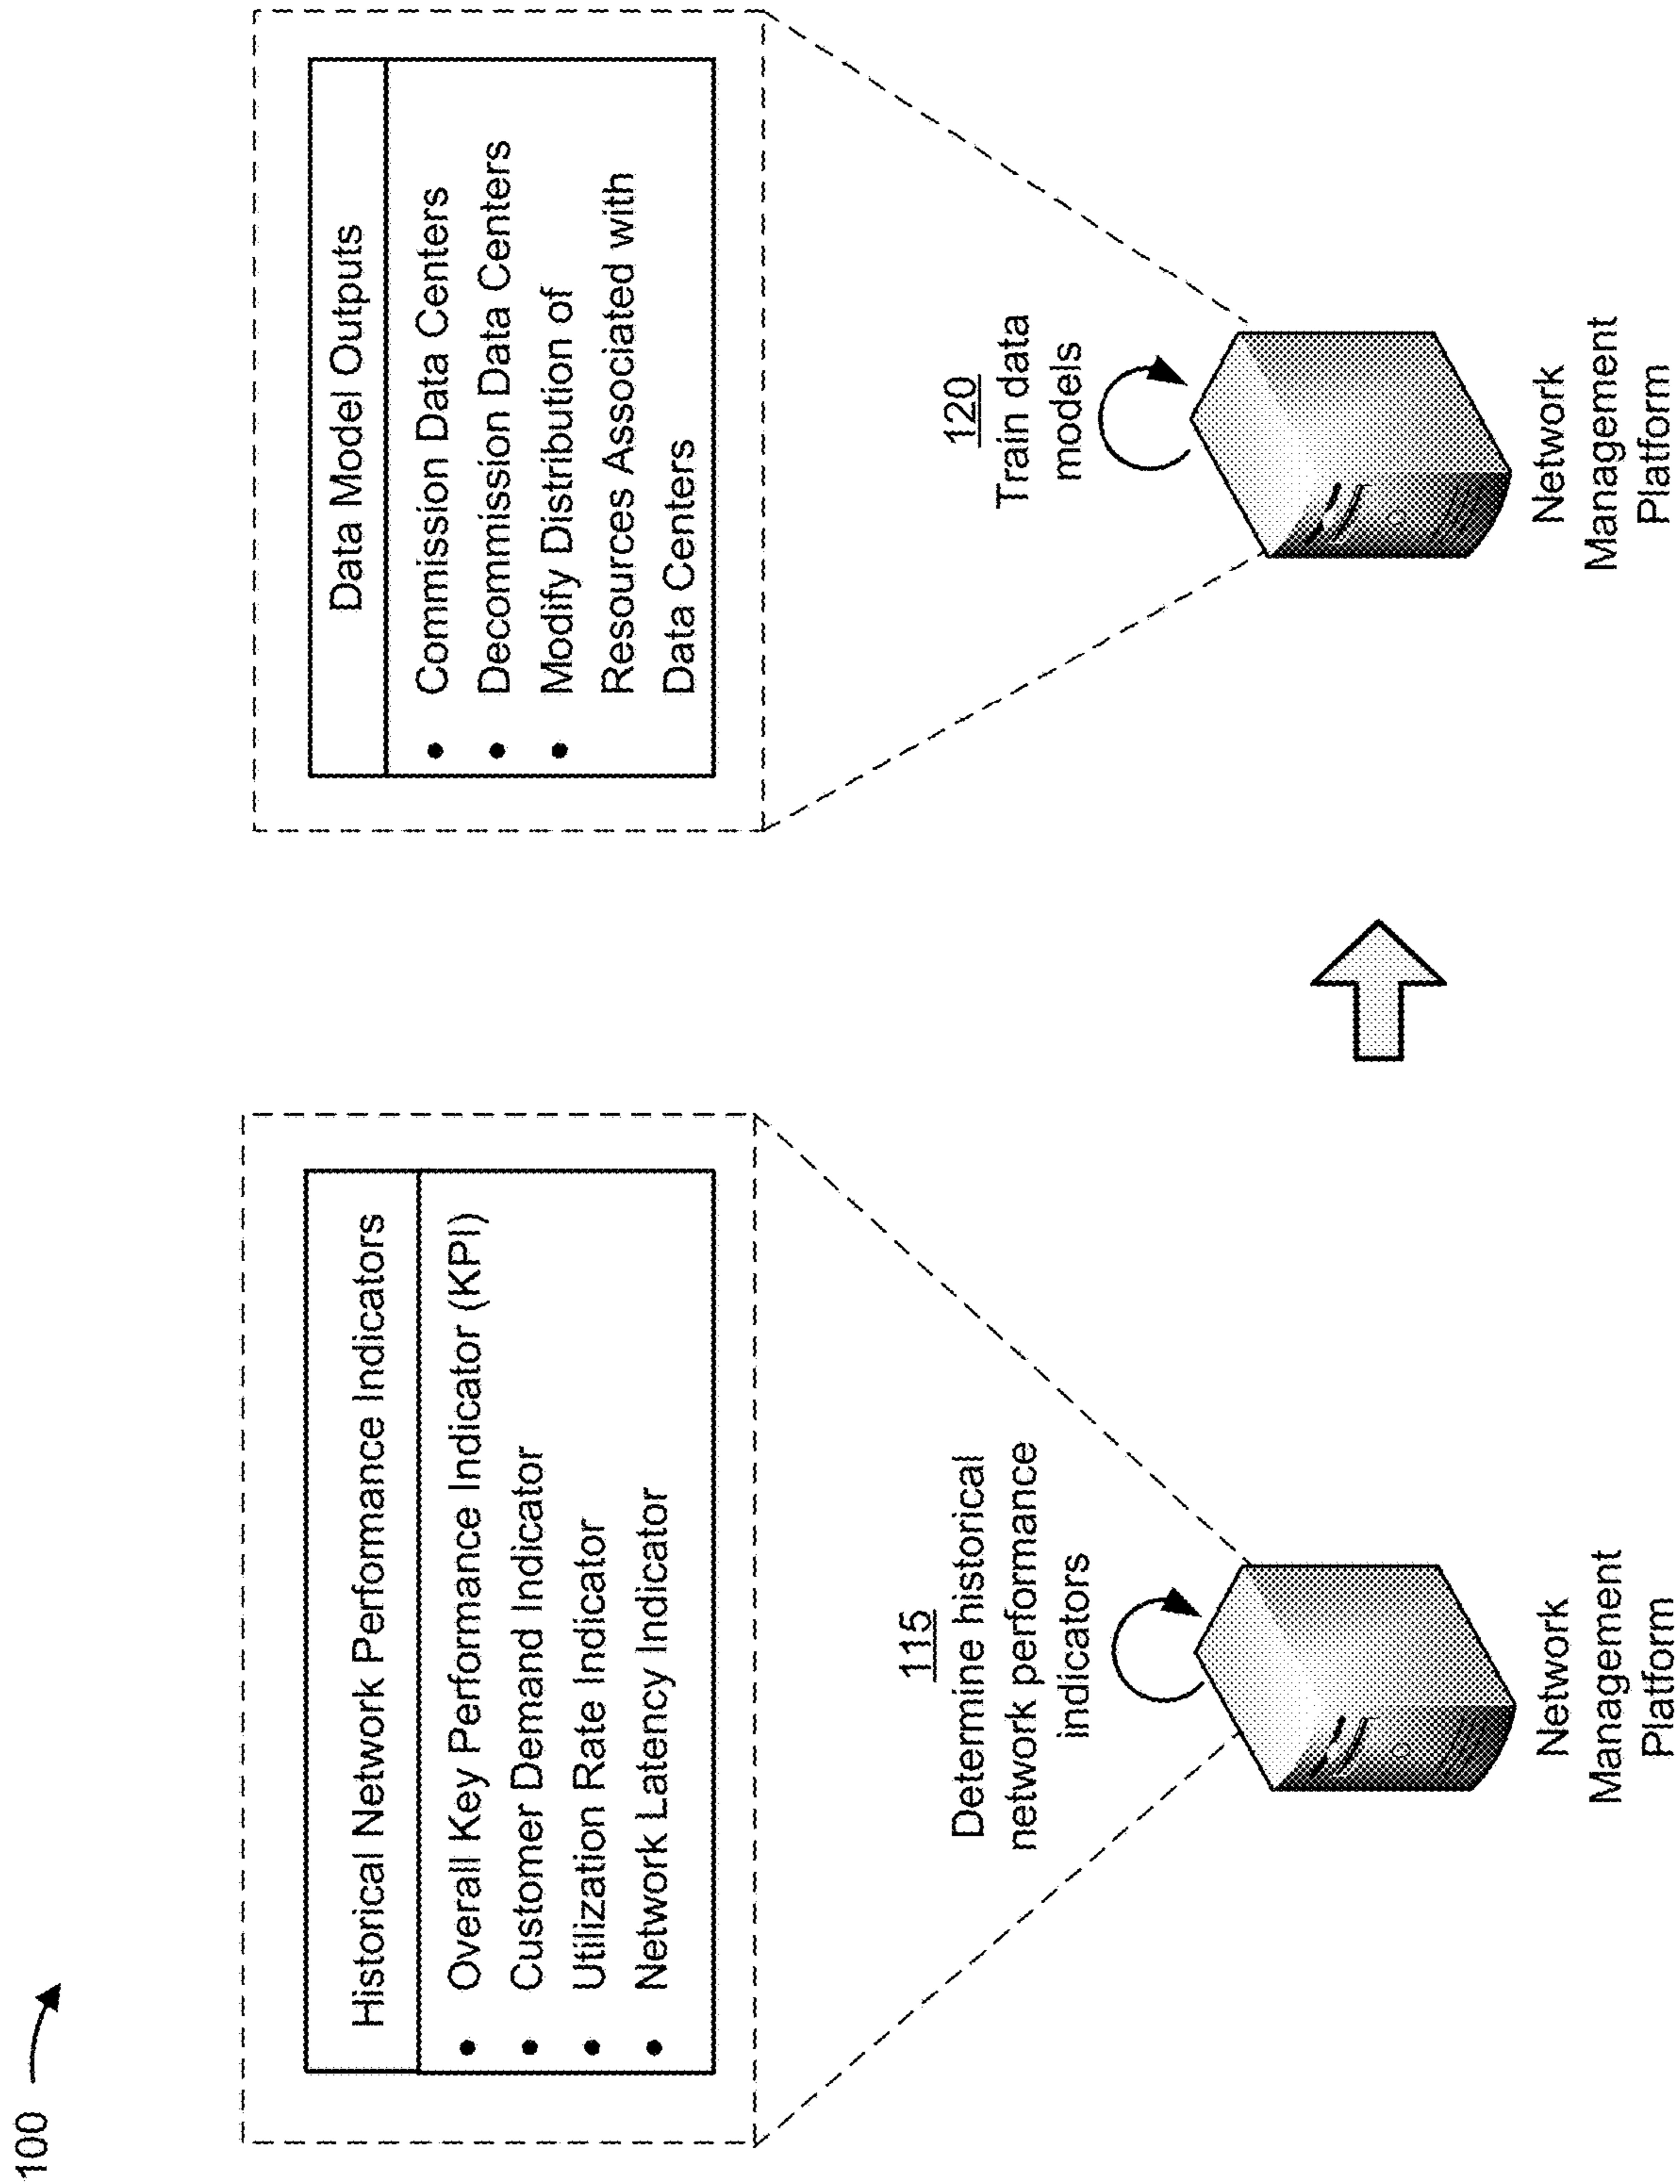 100
Historical Network Performance Indicators
• Overall Key Performance Indicator (KPI)
• Customer Demand Indicator
• Utilization Rate Indicator
• Network Latency Indicator
115
Determine historical
network performance
indicators
Network
Management
Platform
Data Model Outputs
• Commission Data Centers
• Decommission Data Centers
• Modify Distribution of
Resources Associated with
Data Centers
120
Train data
models
Network
Management
Platform